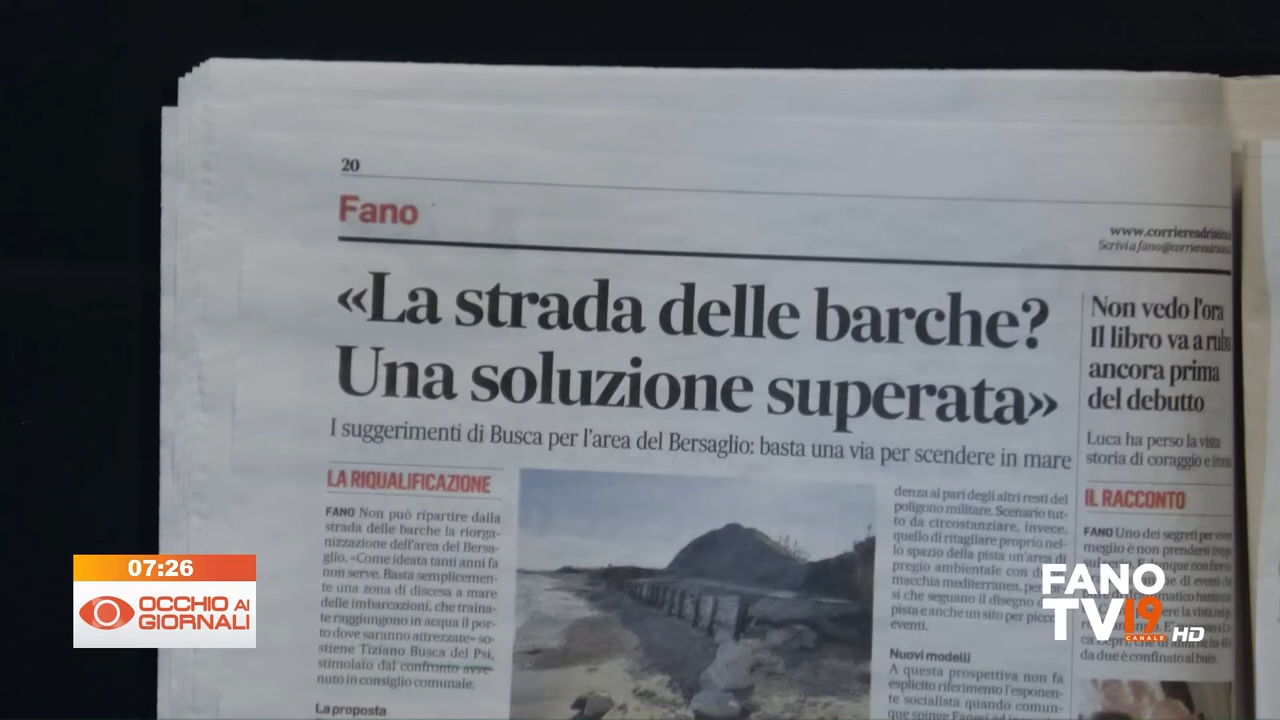 20
Fano
Scrivi a
«La strada delle barche?
Una soluzione superata»
I suggerimenti di Busca per l'area del Bersaglio: basta una via per scendere in mare
LA RIQUALIFICAZIONE
FANO Non può ripartire dalla
strada delle barche la riorga-
nizzazione dell'area del Bersa-
glio. «Come ideata tanti anni fa
non serve. Basta semplicemen-
te una zona di discesa a mare
delle imbarcazioni, che traina-
te raggiungono in acqua il por-
to dove saranno attrezzate» so-
stiene Tiziano Busca del Psi,
stimolato dal confronto avve-
nuto in consiglio comunale.
La proposta
denza al pari degli altri resti del
poligono militare. Scenario tut-
to da circostanziare, invece,
quello di ritagliare proprio nel-
lo spazio della pista un'area di
pregio ambientale con
macchia mediterranea,
si che seguano il disegno
pista e anche un sito per
eventi.
Nuovi modelli
A questa prospettiva non fa
esplicito riferimento l'esponen-
te socialista quando comun-
que spinge
Non vedo l'ora
Il libro va a ruba
ancora prima
del debutto
Luca ha perso la vista
storia di coraggio e
IL RACCONTO
FANO Uno dei segreti per
meglio è non prendersi
da due è confinato al buio.
07:26
OCCHIO AI
GIORNALI
FANO
TV19
CANALE HD